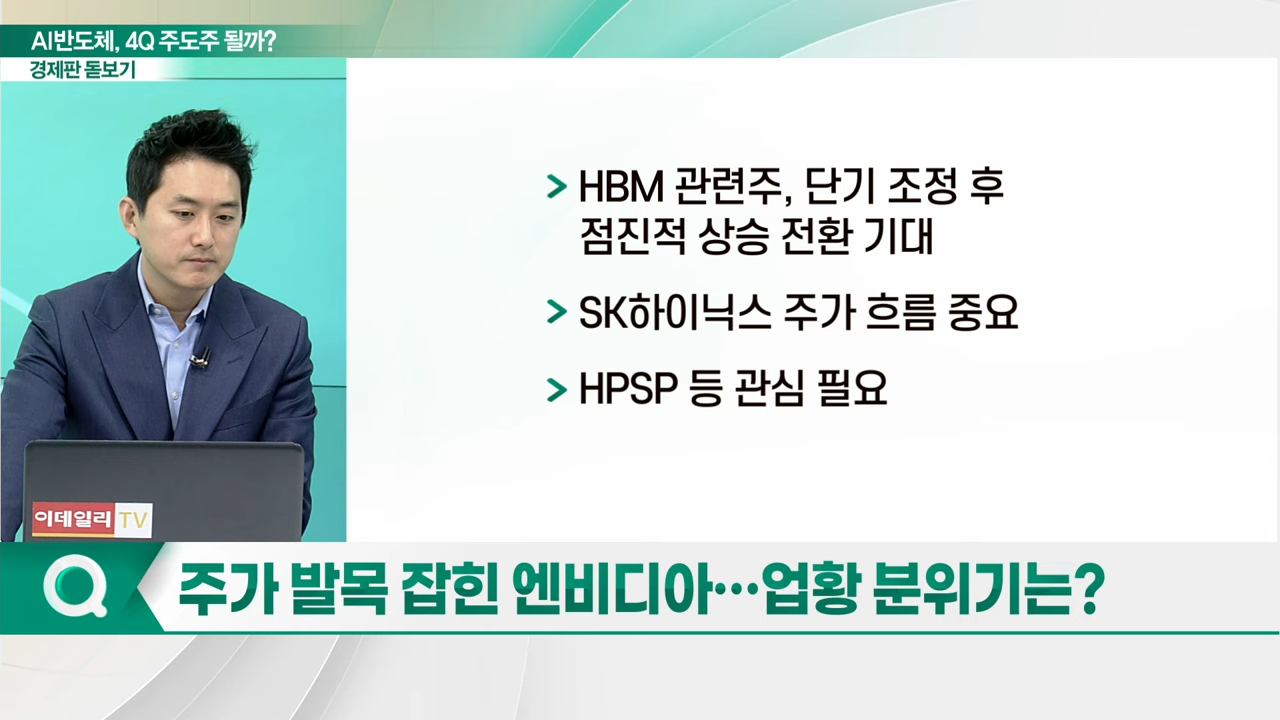 AI반도체, 4Q 주도주 될까?
경제판 돋보기
> HBM 관련주, 단기 조정 후
점진적 상승 전환 기대
> SK하이닉스 주가 흐름 중요
> HPSP 등 관심 필요
이데일리 TV
Q 주가 발목 잡힌 엔비디아…업황 분위기는?